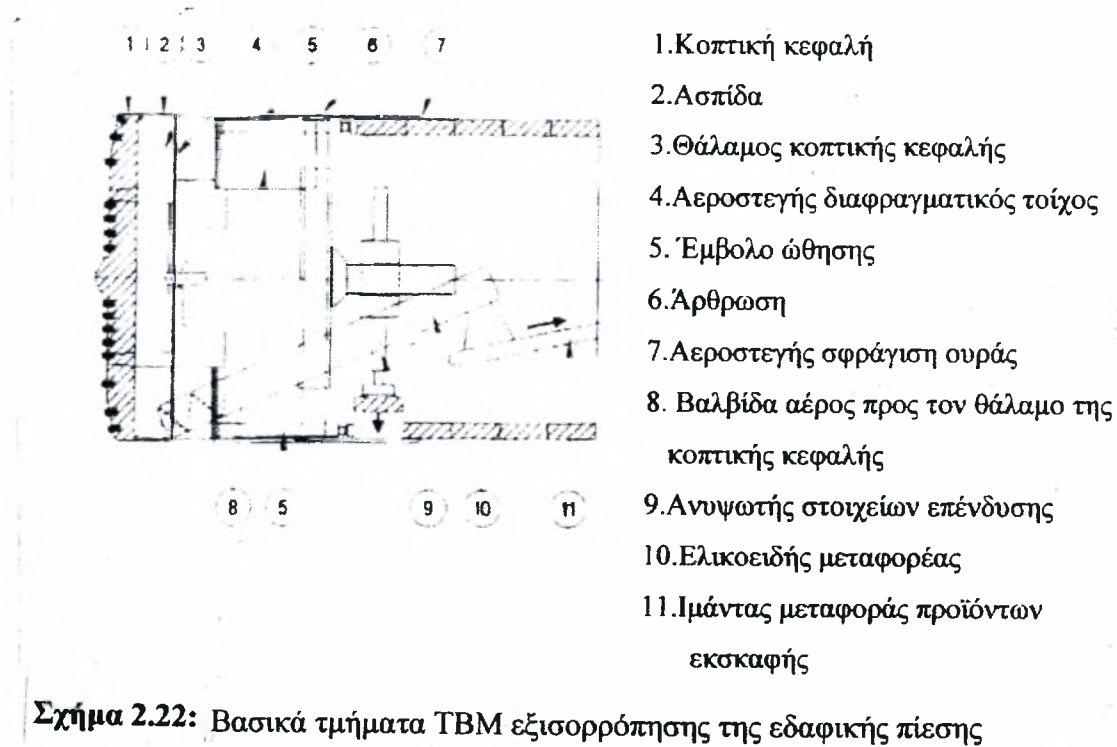 1 2 3 4 5 6 7
8 5 9 10 11
1.Κοπτική κεφαλή
2.Ασπίδα
3.Θάλαμος κοπτικής κεφαλής
4.Αεροστεγής διαφραγματικός τοίχος
5. Έμβολο ώθησης
6.Άρθρωση
7.Αεροστεγής σφράγιση ουράς
8. Βαλβίδα αέρος προς τον θάλαμο της
κοπτικής κεφαλής
9.Ανυψωτής στοιχείων επένδυσης
10.Ελικοειδής μεταφορέας
11.Ιμάντας μεταφοράς προϊόντων
εκσκαφής
Σχήμα 2.22: Βασικά τμήματα ΤΒΜ εξισορρόπησης της εδαφικής πίεσης